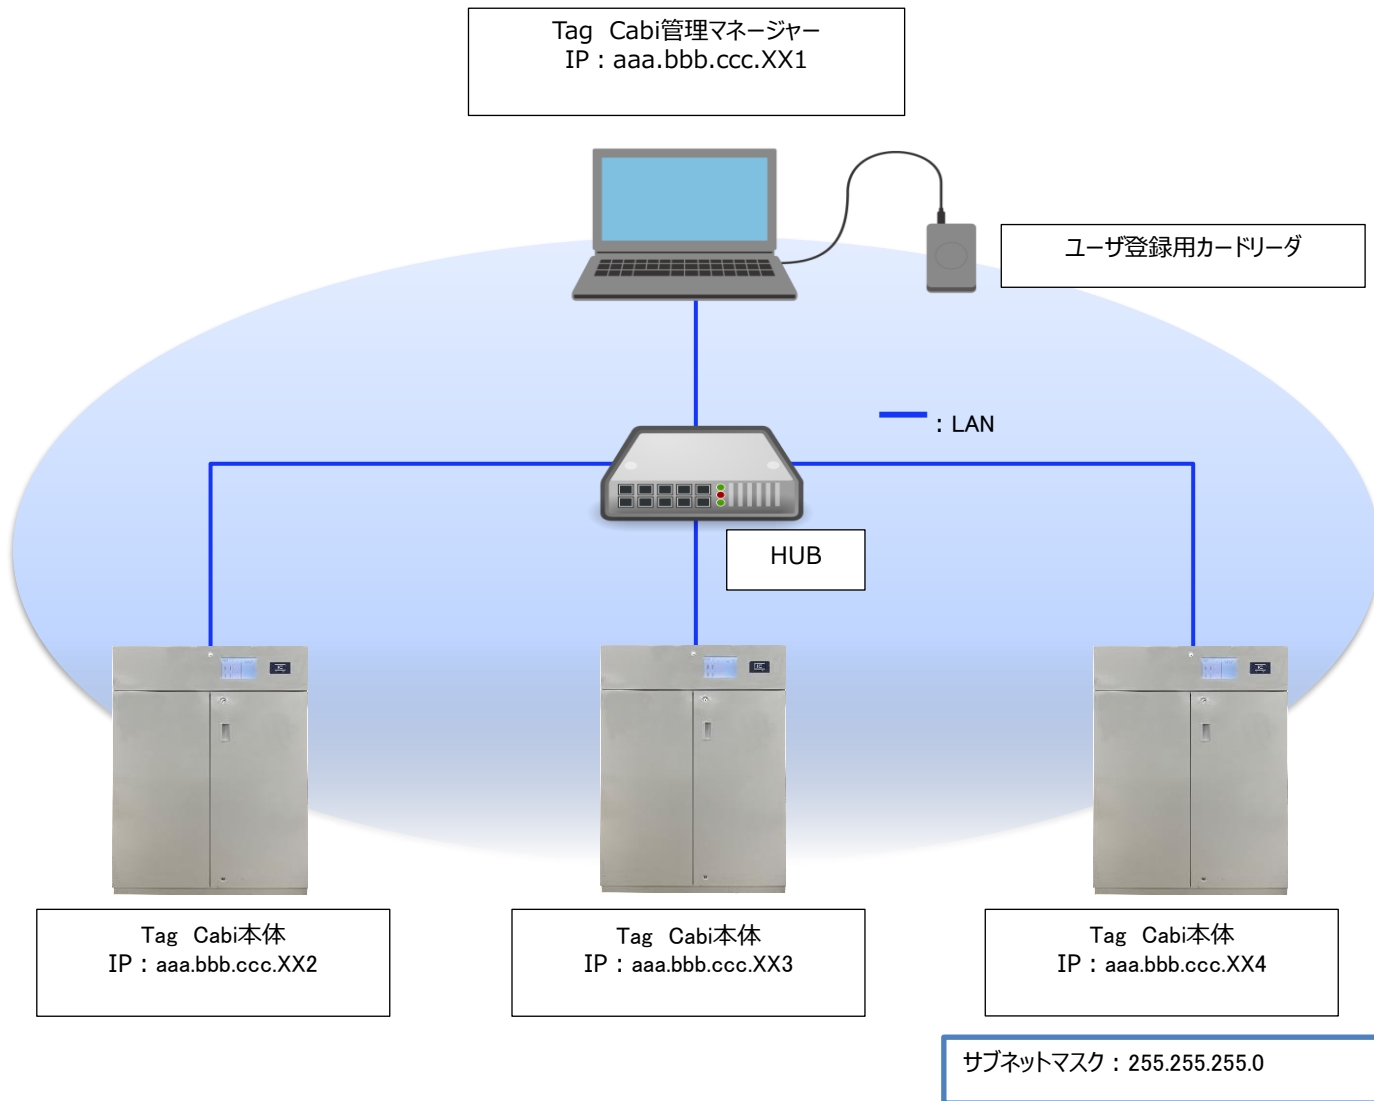 Tag Cabi管理マネージャー
IP：aaa.bbb.ccc.XX1
ユーザ登録用カードリーダ
：LAN
HUB
Tag Cabi本体
IP：aaa.bbb.ccc.XX2
Tag Cabi本体
IP：aaa.bbb.ccc.XX3
Tag Cabi本体
IP：aaa.bbb.ccc.XX4
サブネットマスク：255.255.255.0